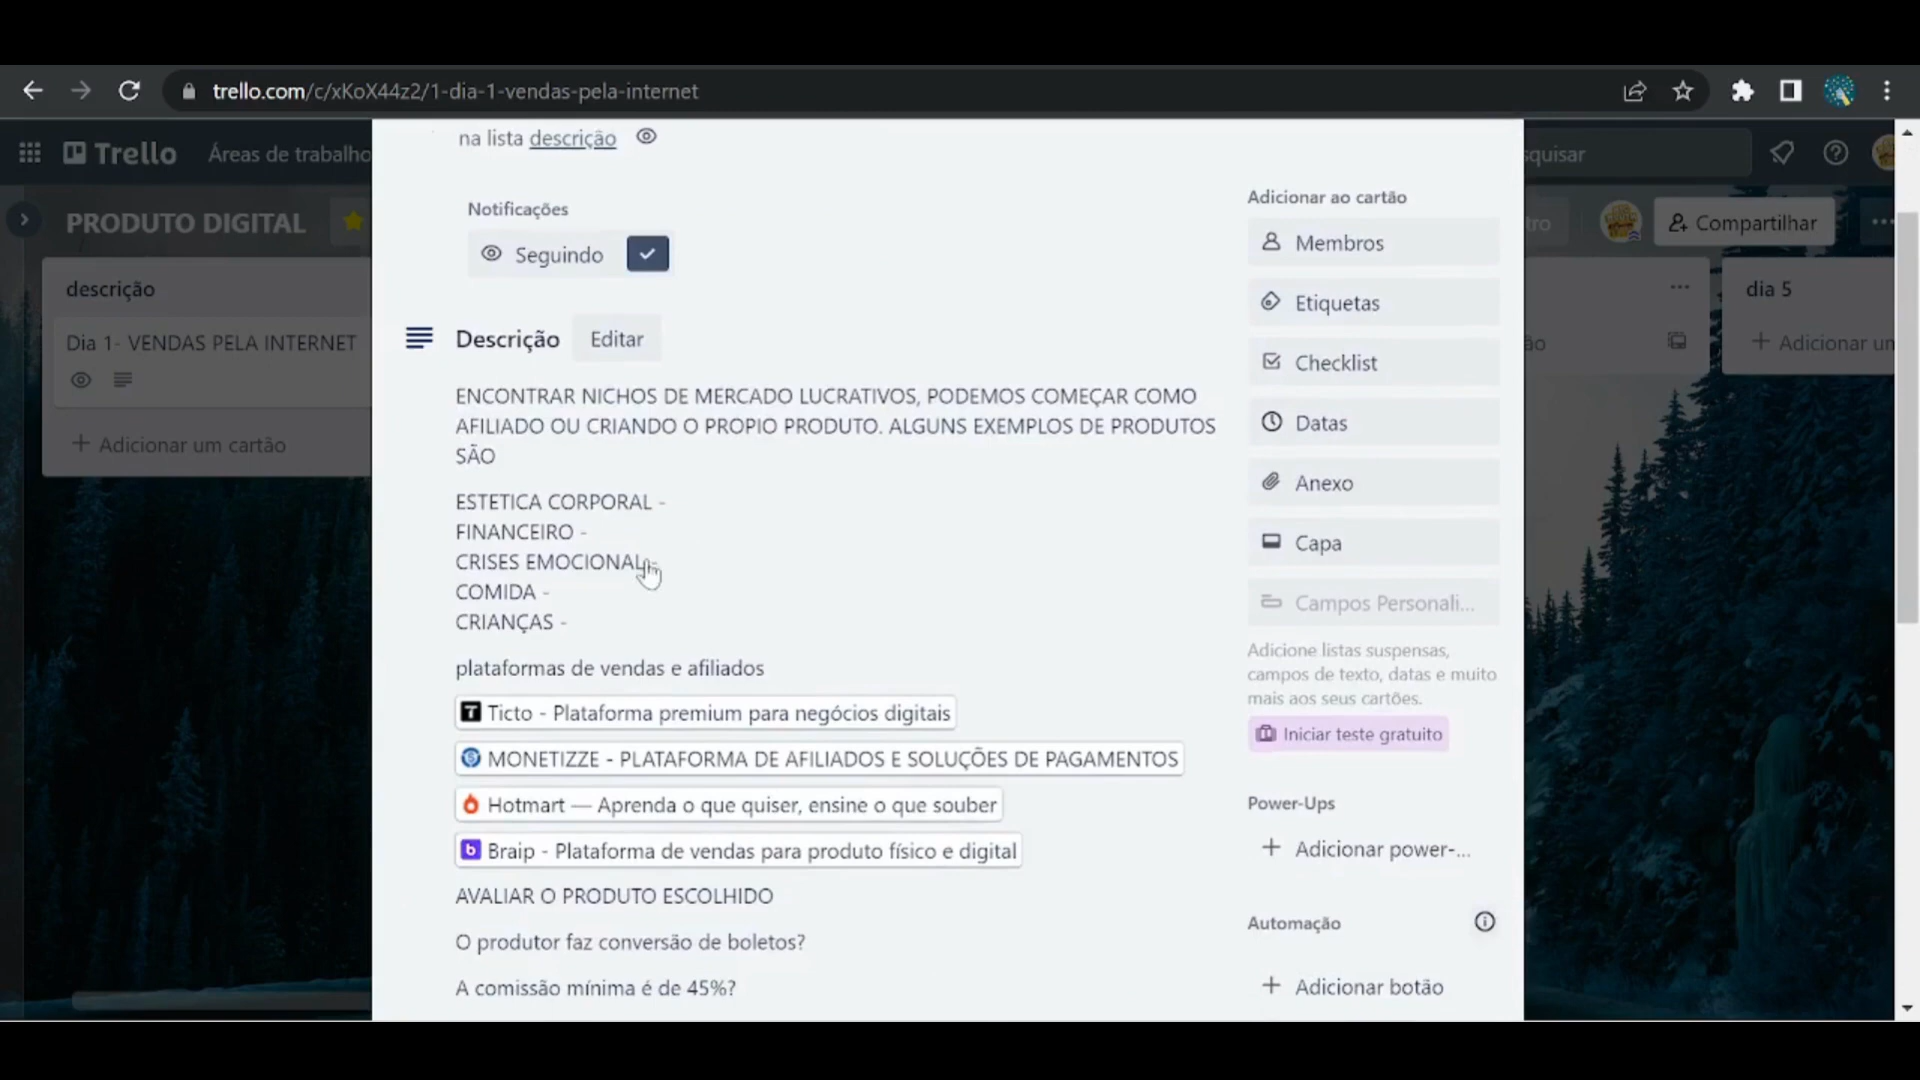 trello.com/c/xKoX44z2/1-dia-1-vendas-pela-internet
Trello
Áreas de trabalho
squisar
PRODUTO DIGITAL
tro
Compartilhar
descrição
Dia 1- VENDAS PELA INTERNET
+ Adicionar um cartão
na lista descrição
Notificações
Seguindo
Descrição
Editar
ENCONTRAR NICHOS DE MERCADO LUCRATIVOS, PODEMOS COMEÇAR COMO
AFILIADO OU CRIANDO O PROPIO PRODUTO. ALGUNS EXEMPLOS DE PRODUTOS
SÃO
ESTETICA CORPORAL -
FINANCEIRO -
CRISES EMOCIONAL -
COMIDA -
CRIANÇAS -
plataformas de vendas e afiliados
Ticto - Plataforma premium para negócios digitais
MONETIZZE - PLATAFORMA DE AFILIADOS E SOLUÇÕES DE PAGAMENTOS
Hotmart — Aprenda o que quiser, ensine o que souber
Braip - Plataforma de vendas para produto físico e digital
AVALIAR O PRODUTO ESCOLHIDO
O produtor faz conversão de boletos?
A comissão mínima é de 45%?
Adicionar ao cartão
Membros
Etiquetas
Checklist
Datas
Anexo
Capa
Campos Personali...
Adicione listas suspensas,
campos de texto, datas e muito
mais aos seus cartões.
Iniciar teste gratuito
Power-Ups
+ Adicionar power-...
Automação
+ Adicionar botão
ão
dia 5
+ Adicionar um